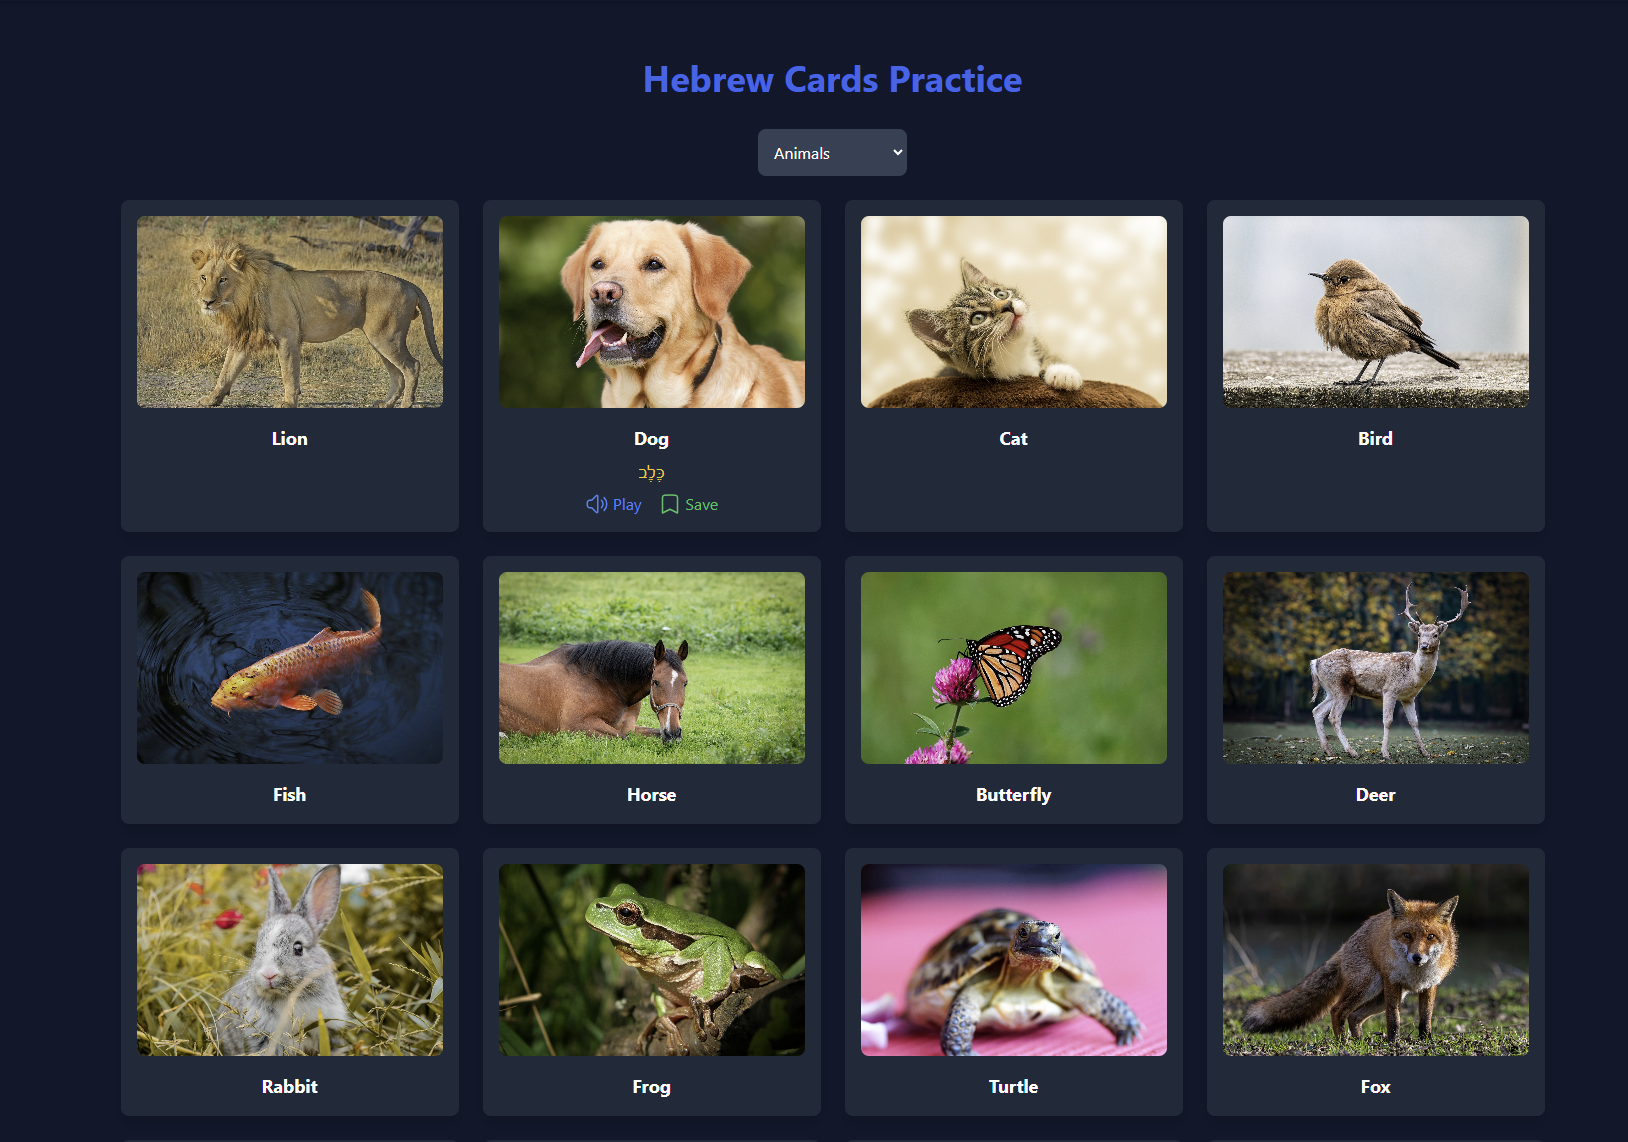 Hebrew Cards Practice
Animals
Lion
Dog
כֶּלֶב
Play
Save
Cat
Bird
Fish
Horse
Butterfly
Deer
Rabbit
Frog
Turtle
Fox